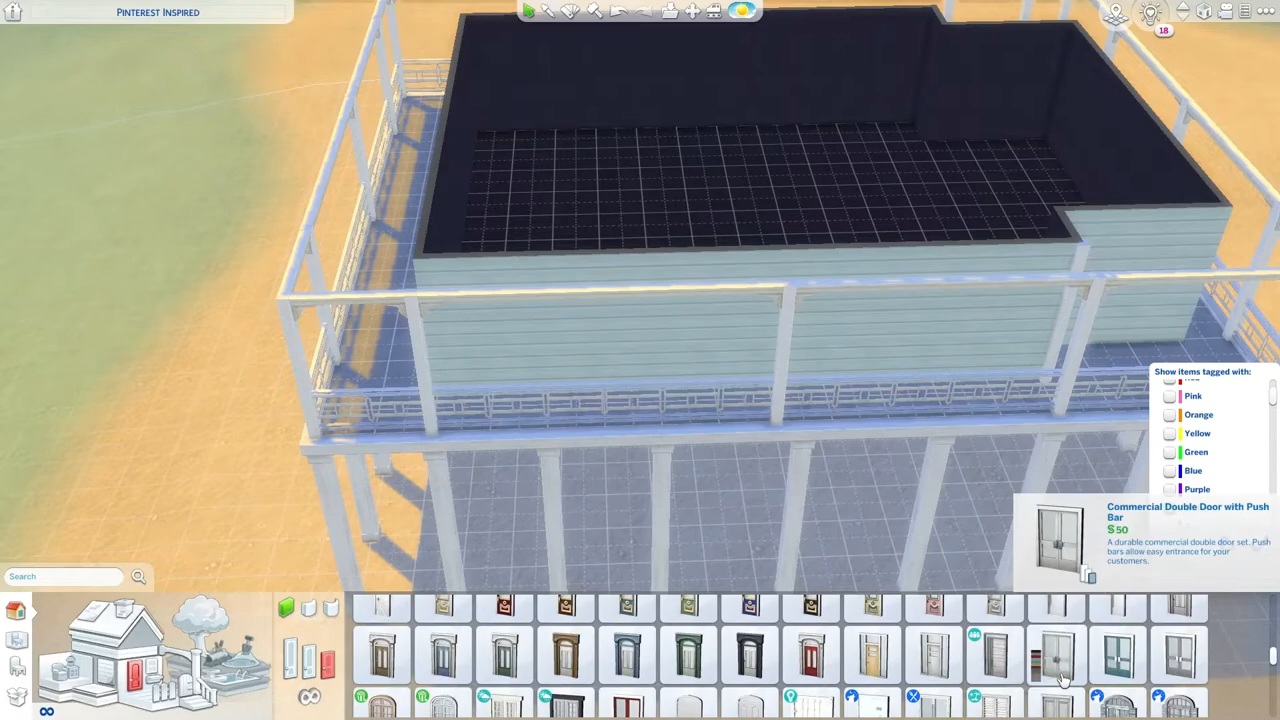 PINTEREST INSPIRED
18
Show items tagged with:
Pink
Orange
Yellow
Green
Blue
Purple
Commercial Double Door with Push
Bar
§50
A durable commercial double door set. Push
bars allow easy entrance for your
customers.
Search